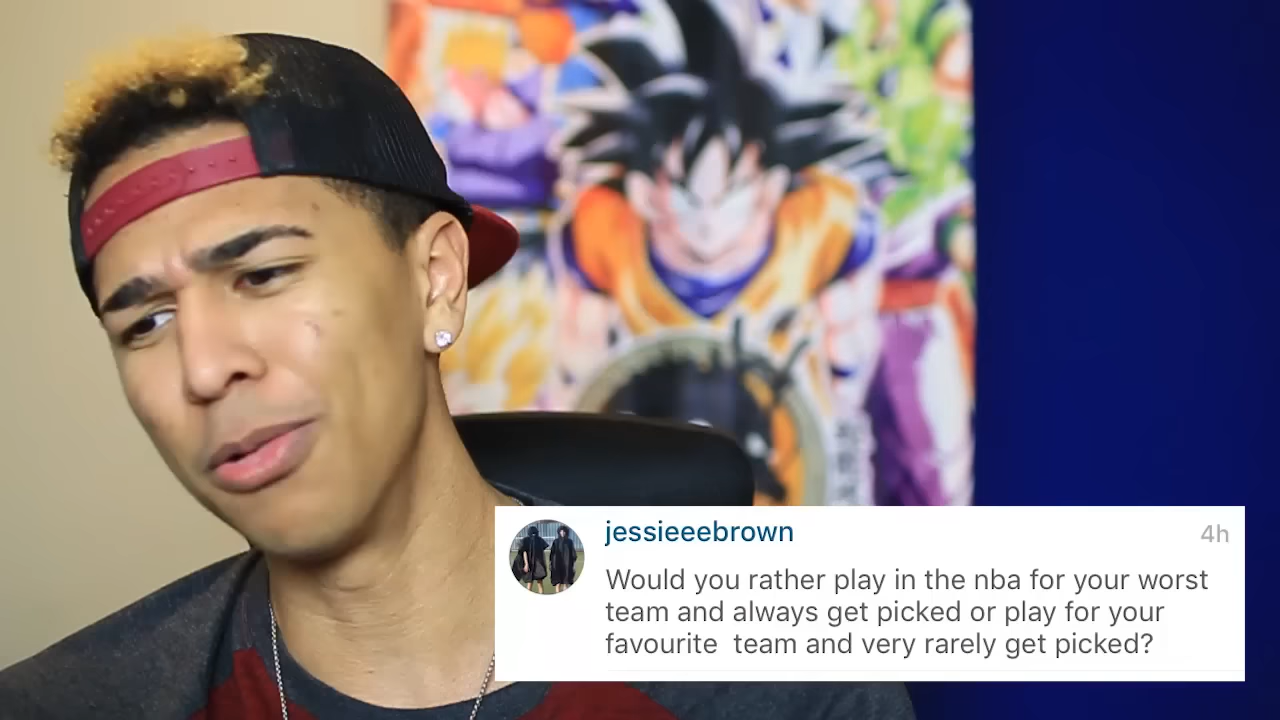 jessieeebrown
4h
Would you rather play in the nba for your worst
team and always get picked or play for your
favourite  team and very rarely get picked?